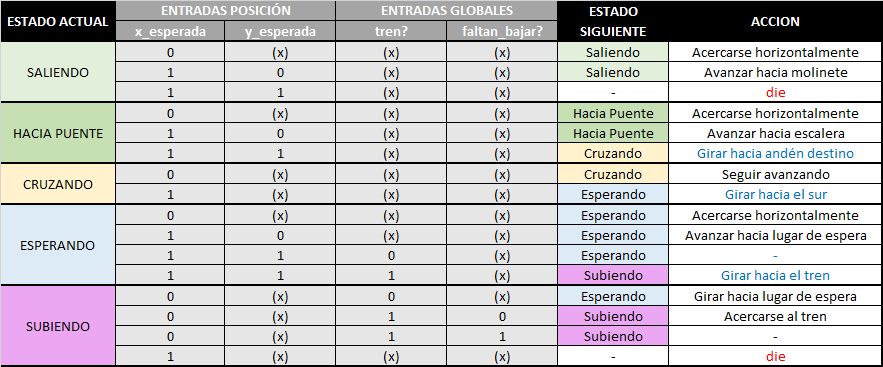 ESTADO ACTUAL ENTRADAS POSICIÓN ENTRADAS GLOBALES ESTADO SIGUIENTE ACCION
x_esperada y_esperada tren? faltan_bajar?
SALIENDO
0 (x) (x) (x) Saliendo Acercarse horizontalmente
1 0 (x) (x) Saliendo Avanzar hacia molinete
1 1 (x) (x) - die
HACIA PUENTE
0 (x) (x) (x) Hacia Puente Acercarse horizontalmente
1 0 (x) (x) Hacia Puente Avanzar hacia escalera
1 1 (x) (x) Cruzando Girar hacia andén destino
CRUZANDO
0 (x) (x) (x) Cruzando Seguir avanzando
1 (x) (x) (x) Esperando Girar hacia el sur
ESPERANDO
0 (x) (x) (x) Esperando Acercarse horizontalmente
1 0 (x) (x) Esperando Avanzar hacia lugar de espera
1 1 0 (x) Esperando -
1 1 1 (x) Subiendo Girar hacia el tren
SUBIENDO
0 (x) 0 (x) Esperando Girar hacia lugar de espera
0 (x) 1 0 Subiendo Acercarse al tren
0 (x) 1 1 Subiendo -
1 (x) (x) (x) - die